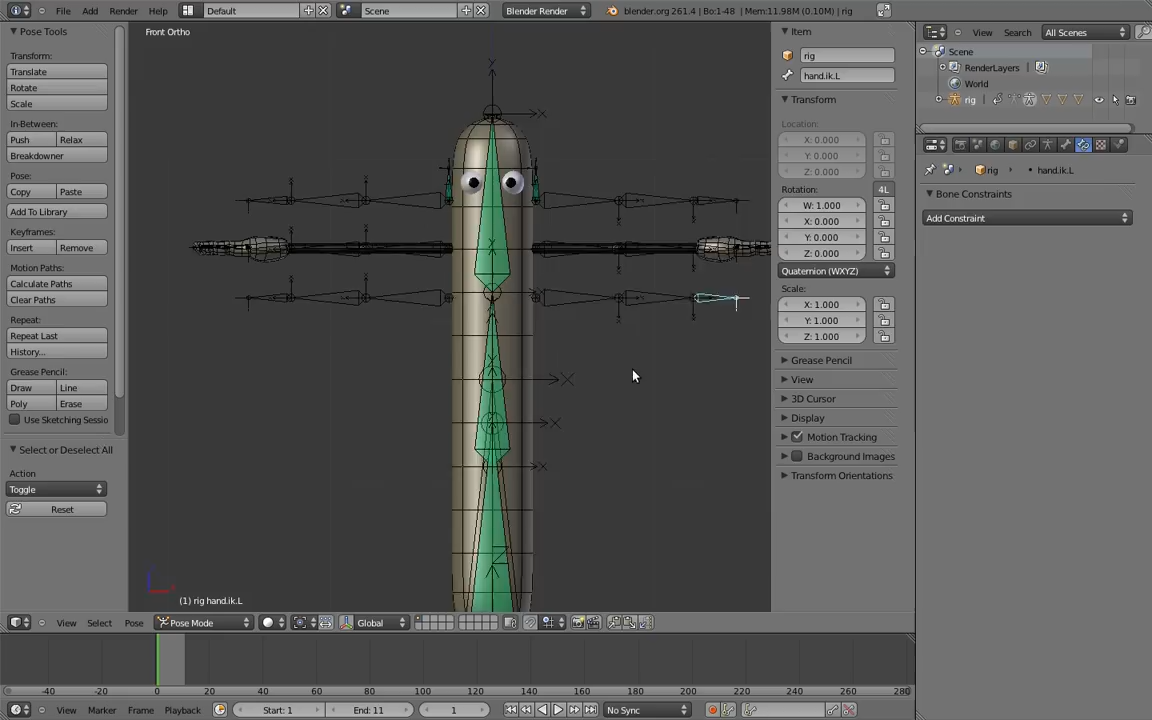 File Add Render Help Default Scene Blender Render blender.org 261.4 | Bo:1-48 | Mem:11.98M (0.10M) | rig
Pose Tools
Transform:
Translate
Rotate
Scale
In-Between:
Push Relax
Breakdowner
Pose:
Copy Paste
Add To Library
Keyframes:
Insert Remove
Motion Paths:
Calculate Paths
Clear Paths
Repeat:
Repeat Last
History...
Grease Pencil:
Draw Line
Poly Erase
Use Sketching Sessio
Select or Deselect All
Action
Toggle
Reset
Front Ortho
(1) rig hand.ik.L
Item
rig
hand.ik.L
Transform
Location:
X: 0.000
Y: 0.000
Z: 0.000
Rotation: 4L
W: 1.000
X: 0.000
Y: 0.000
Z: 0.000
Quaternion (WXYZ)
Scale:
X: 1.000
Y: 1.000
Z: 1.000
Grease Pencil
View
3D Cursor
Display
Motion Tracking
Background Images
Transform Orientations
View Search All Scenes
Scene
RenderLayers |
World
rig |
rig hand.ik.L
Bone Constraints
Add Constraint
View Select Pose Pose Mode Global
-40 -20 0 20 40 60 80 100 120 140 160 180 200 220 240 260 280
View Marker Frame Playback Start: 1 End: 11 1 No Sync